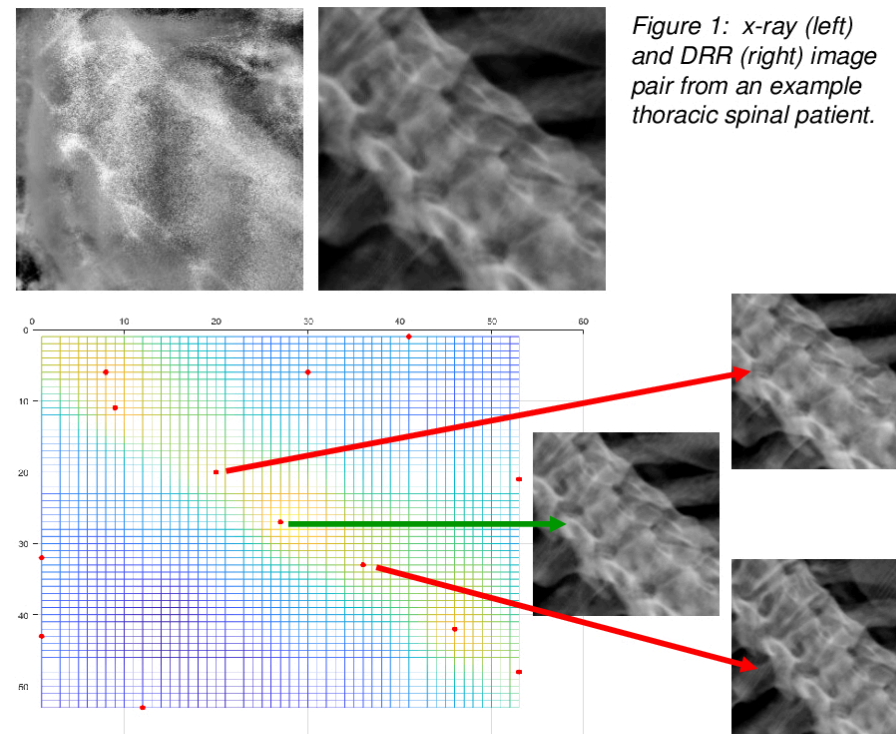 Figure 1: x-ray (left)
and DRR (right) image
pair from an example
thoracic spinal patient.
0 10 20 30 40 50 60
0
10
20
30
40
50